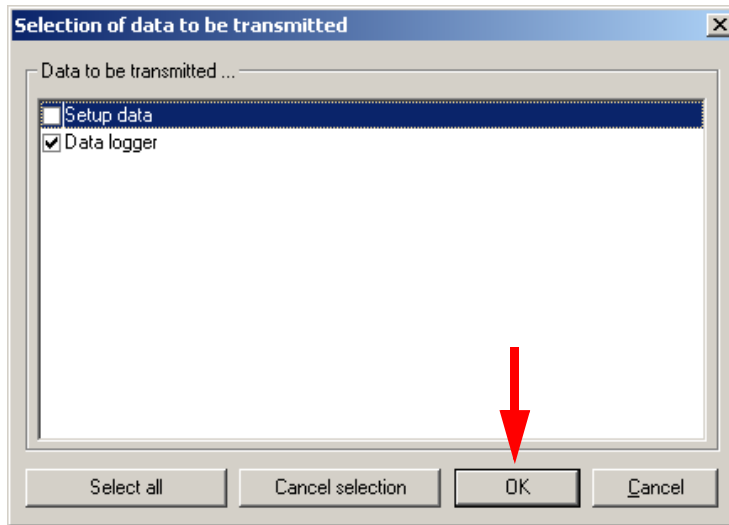 Selection of data to be transmitted
Data to be transmitted ...
Setup data
Data logger
Select all Cancel selection OK Cancel